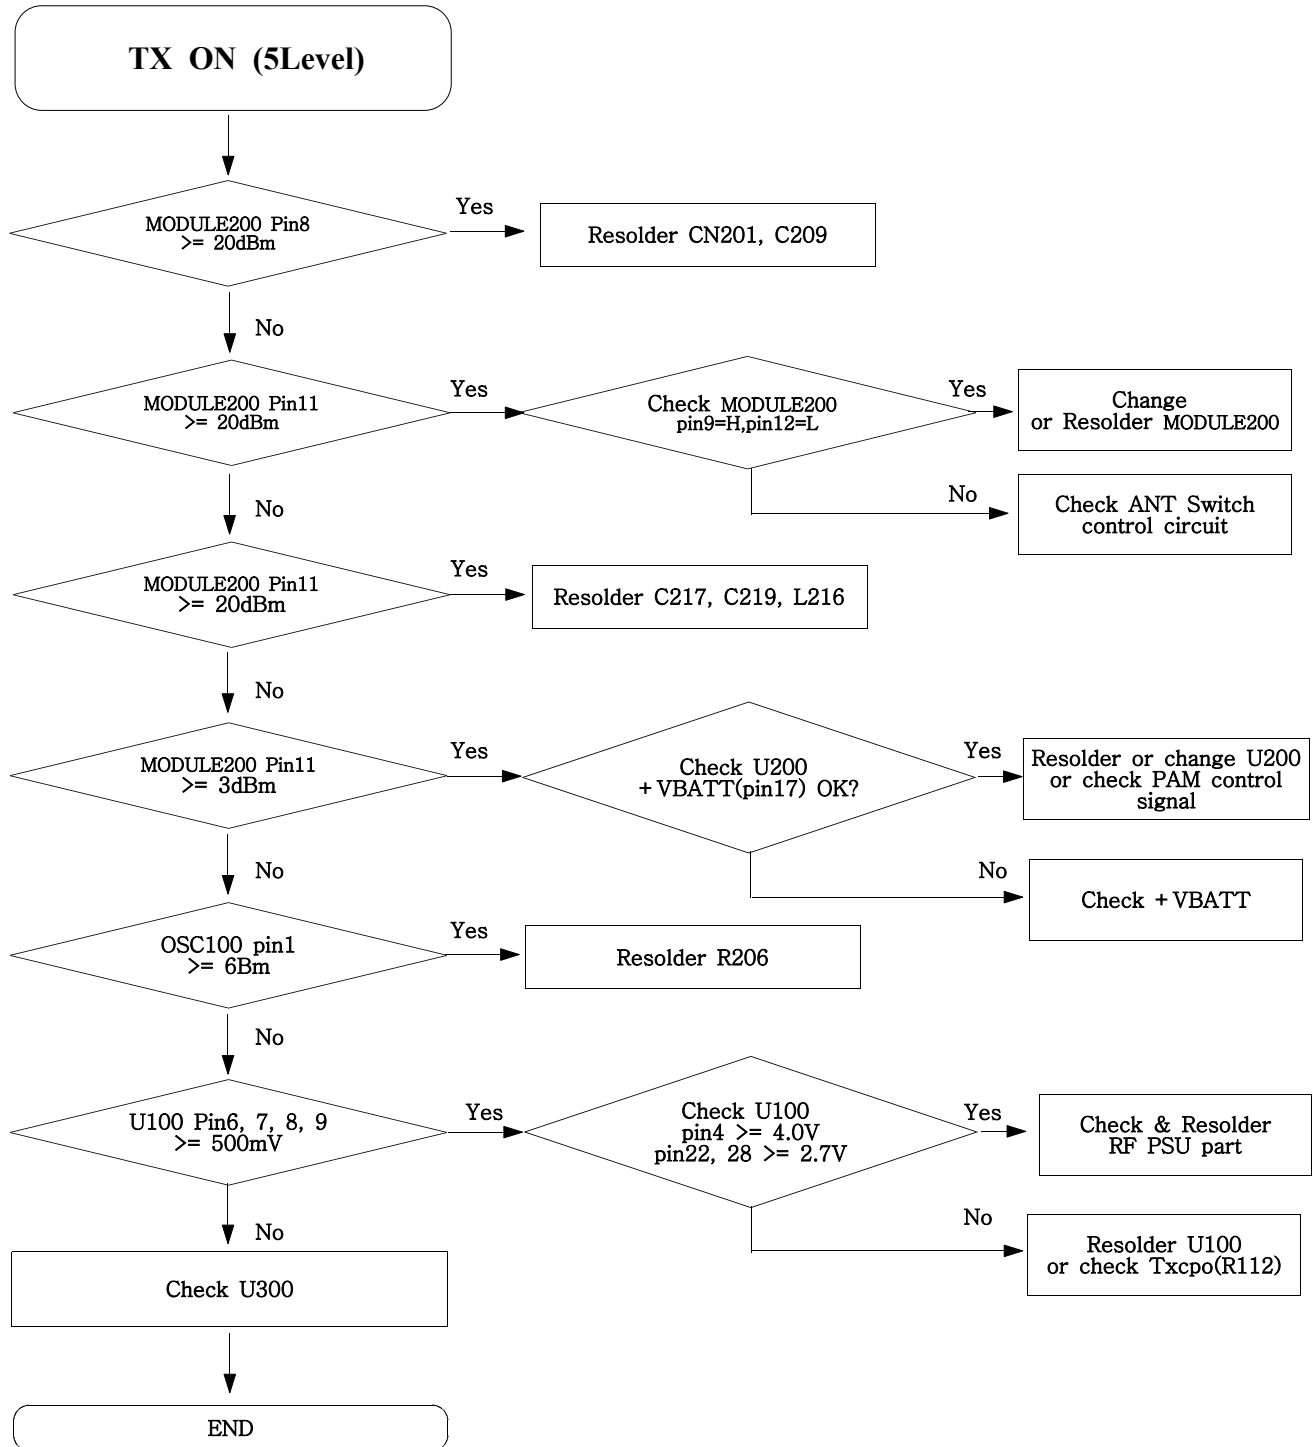 TX ON (5Level)
MODULE200 Pin8
>= 20dBm
Yes
Resolder CN201, C209
No
MODULE200 Pin11
>= 20dBm
Yes
Check MODULE200
pin9=H,pin12=L
Yes
Change
or Resolder MODULE200
No
Check ANT Switch
control circuit
No
MODULE200 Pin11
>= 20dBm
Yes
Resolder C217, C219, L216
No
MODULE200 Pin11
>= 3dBm
Yes
Check U200
+VBATT(pin17) OK?
Yes
Resolder or change U200
or check PAM control
signal
No
Check +VBATT
No
OSC100 pin1
>= 6Bm
Yes
Resolder R206
No
U100 Pin6, 7, 8, 9
>= 500mV
Yes
Check U100
pin4 >= 4.0V
pin22, 28 >= 2.7V
Yes
Check & Resolder
RF PSU part
No
Resolder U100
or check Txcpo(R112)
No
Check U300
END